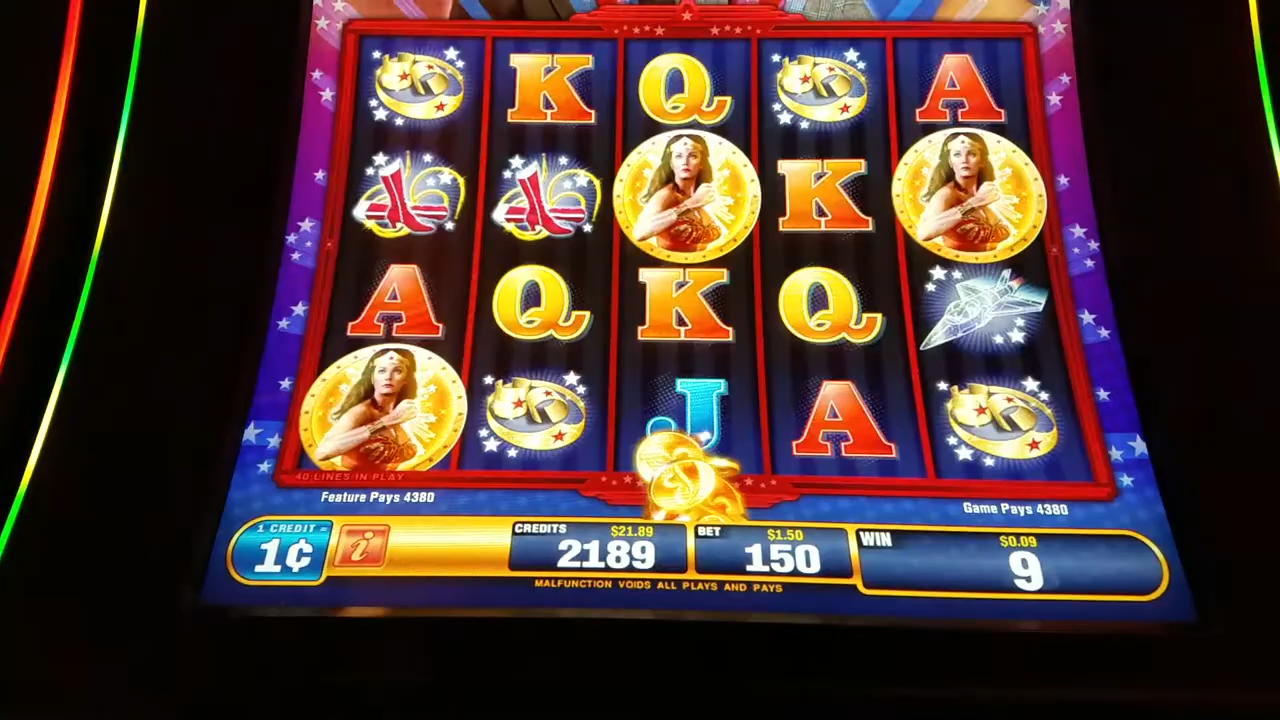 K Q A
K
A Q K Q
J A
40 LINES IN PLAY
Feature Pays 4380
Game Pays 4380
1 CREDIT =
1¢
i
CREDITS $21.89
2189
BET $1.50
150
WIN $0.09
9
MALFUNCTION VOIDS ALL PLAYS AND PAYS